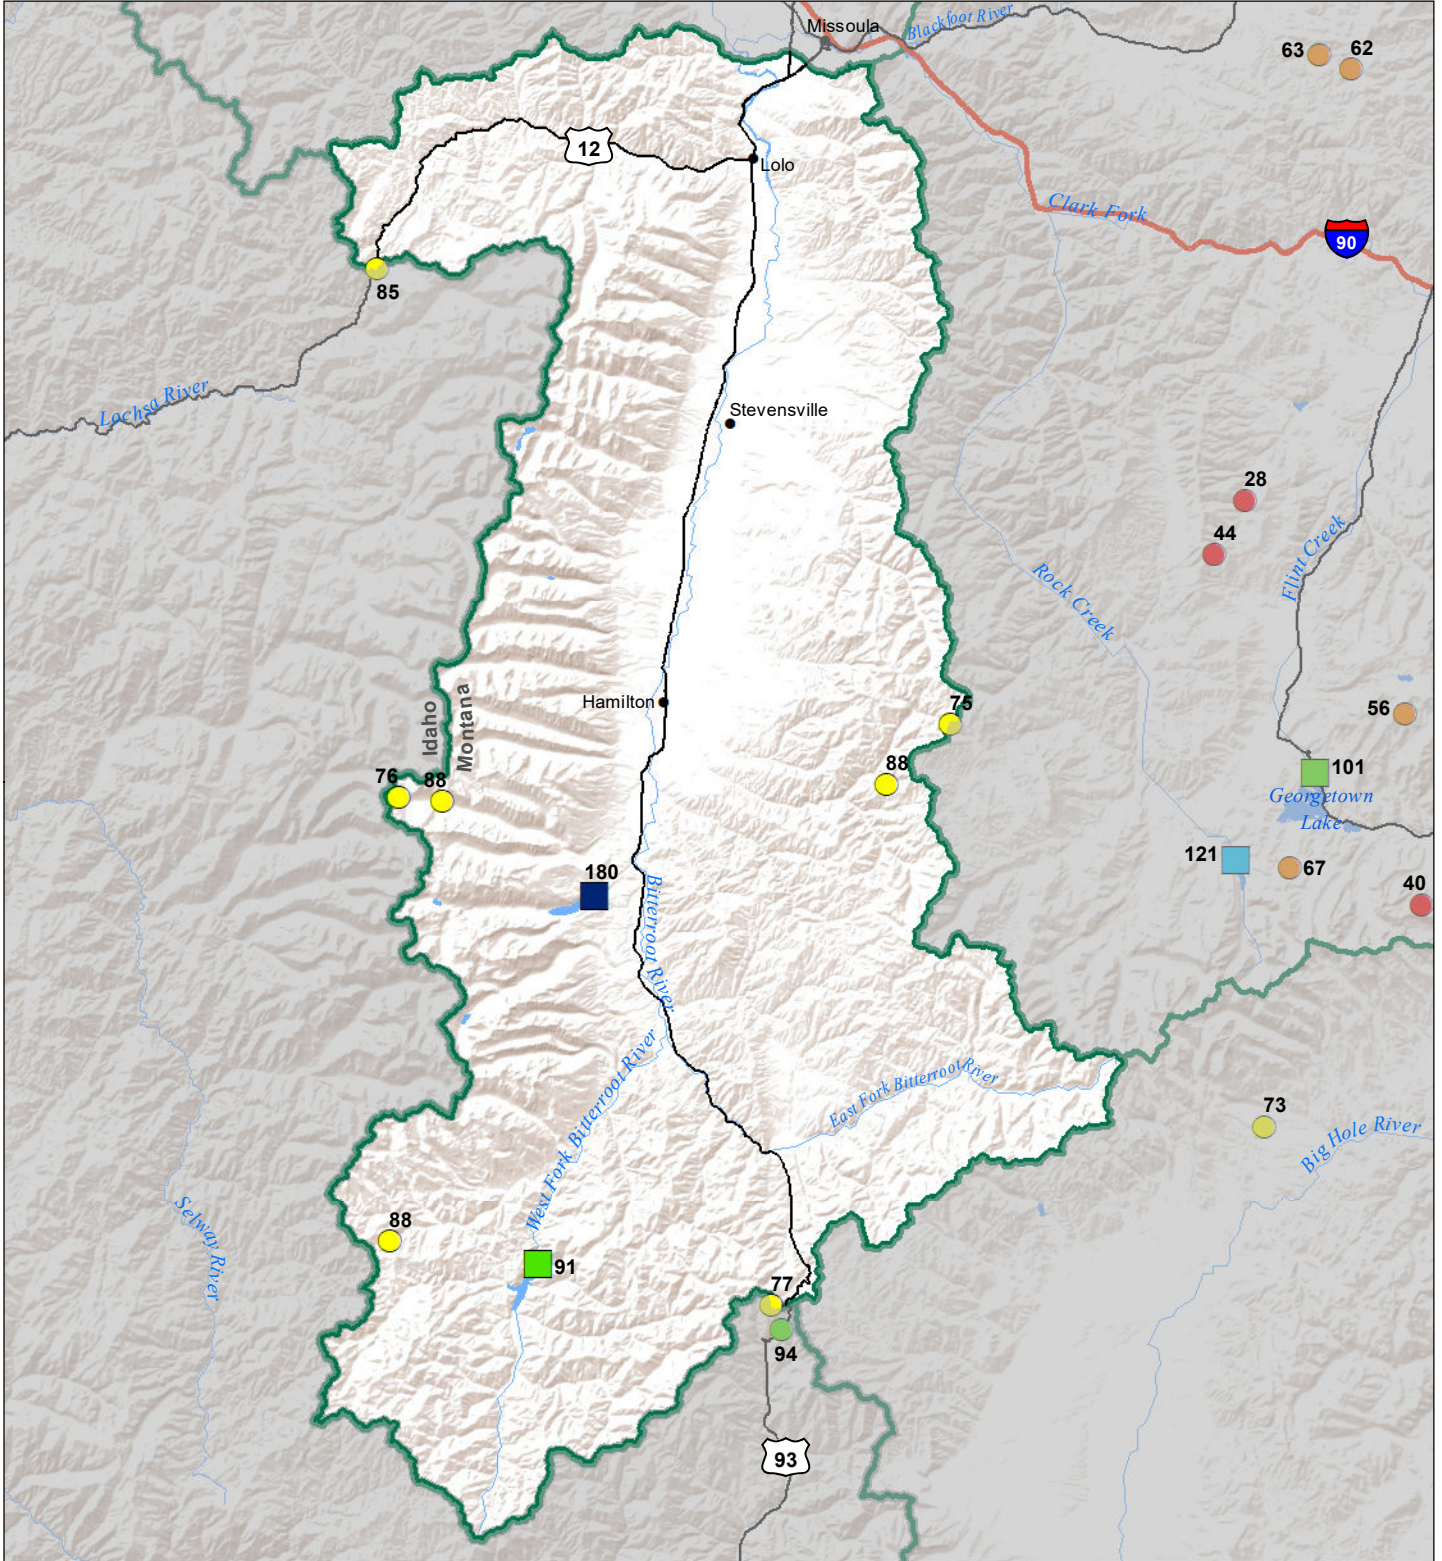 Missoula
Blackfoot River
63
62
12
Lolo
Clark Fork
90
85
Lochsa River
Stevensville
28
44
Flint Creek
Rock Creek
Hamilton
Idaho
Montana
75
56
76
88
88
101
Georgetown
Lake
121
67
180
40
Bitterroot River
West Fork Bitterroot River
East Fork Bitterroot River
73
Big Hole River
Selway River
88
91
77
94
93